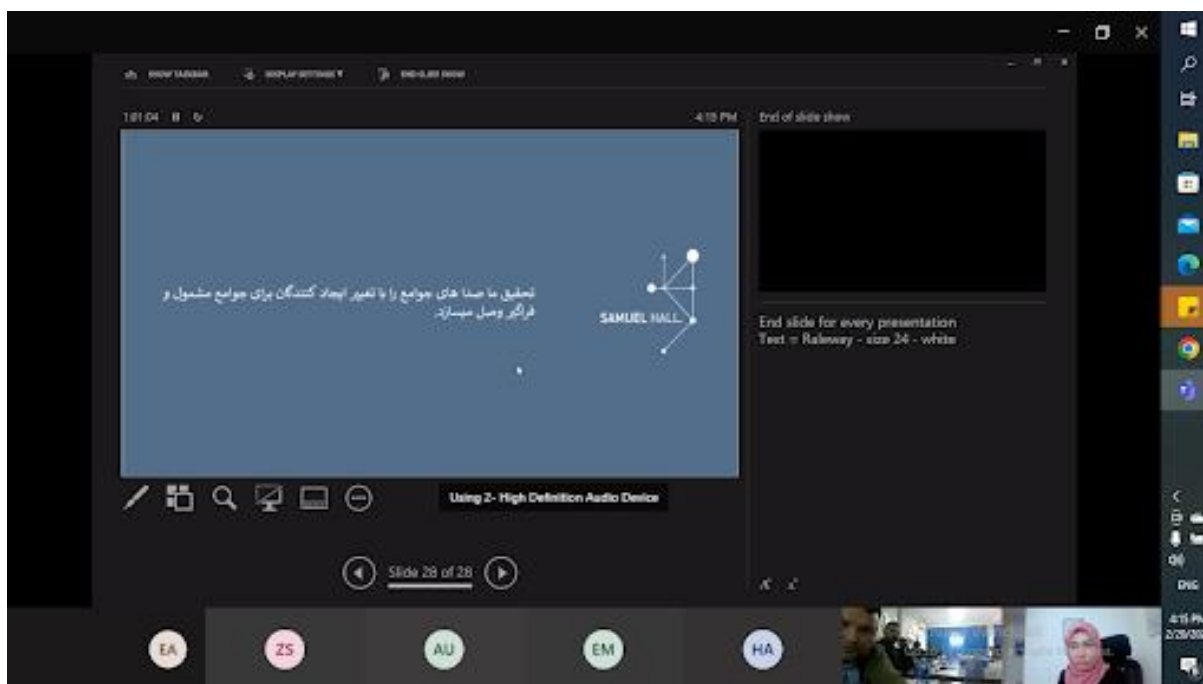 SHOW TASKBAR
DISPLAY SETTINGS ▼
END SLIDE SHOW
1:01:04
4:15 PM
End of slide show
تحقیق ما صدا های جوامع را با تغییر ایجاد کنندگان برای جوامع مشمول و
فراگیر وصل میسازد.
SAMUEL HALL.
End slide for every presentation
Text = Raleway - size 24 - white
Using 2- High Definition Audio Device
Slide 28 of 28
EA
ZS
AU
EM
HA
ENG
4:15 PM